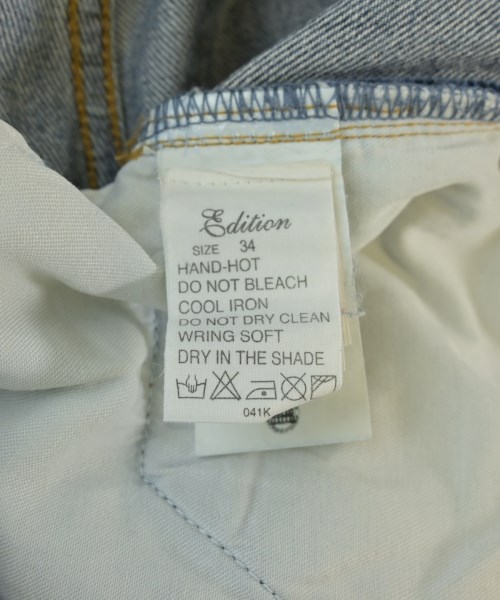 Edition
SIZE 34
HAND-HOT
DO NOT BLEACH
COOL IRON
DO NOT DRY CLEAN
WRING SOFT
DRY IN THE SHADE
041K